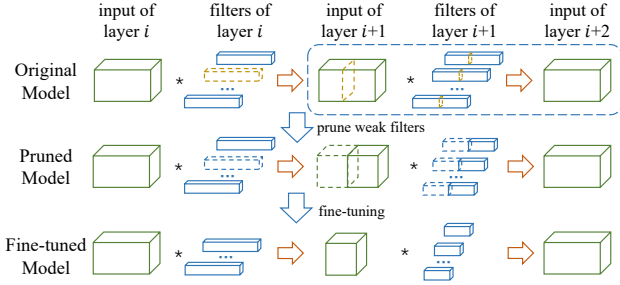 input of filters of input of filters of input of
layer i layer i layer i+1 layer i+1 layer i+2
Original
Model
* ... * ...
prune weak filters
Pruned
Model
* ... * ...
fine-tuning
Fine-tuned
Model
* ... * ...